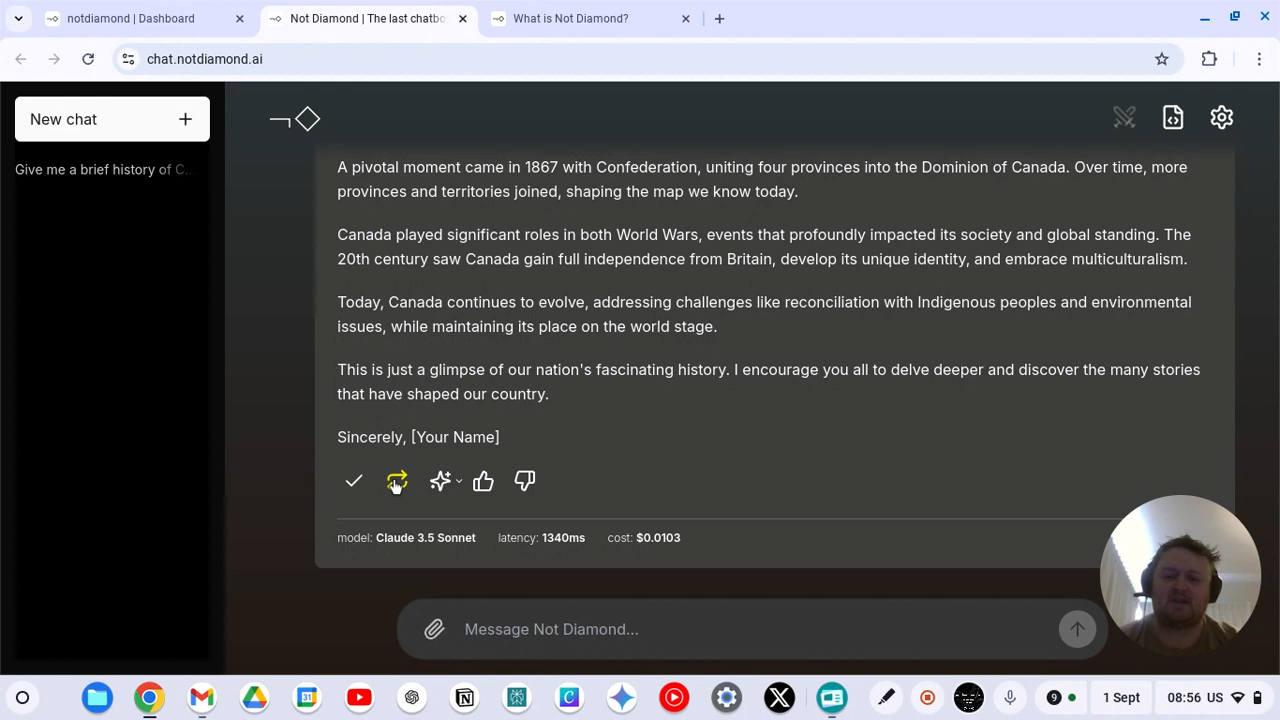 notdiamond | Dashboard
Not Diamond | The last chatbo
What is Not Diamond?
chat.notdiamond.ai
New chat
Give me a brief history of C...
A pivotal moment came in 1867 with Confederation, uniting four provinces into the Dominion of Canada. Over time, more
provinces and territories joined, shaping the map we know today.
Canada played significant roles in both World Wars, events that profoundly impacted its society and global standing. The
20th century saw Canada gain full independence from Britain, develop its unique identity, and embrace multiculturalism.
Today, Canada continues to evolve, addressing challenges like reconciliation with Indigenous peoples and environmental
issues, while maintaining its place on the world stage.
This is just a glimpse of our nation's fascinating history. I encourage you all to delve deeper and discover the many stories
that have shaped our country.
Sincerely, [Your Name]
model: Claude 3.5 Sonnet latency: 1340ms cost: $0.0103
Message Not Diamond...
31
9
1 Sept
08:56 US